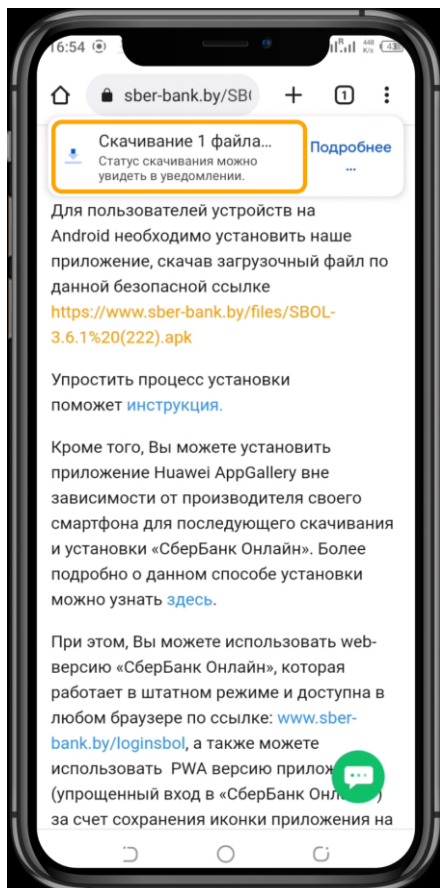 16:54
448
K/s
43
sber-bank.by/SB(
1
Скачивание 1 файла...
Статус скачивания можно
увидеть в уведомлении.
Подробнее
...
Для пользователей устройств на
Android необходимо установить наше
приложение, скачав загрузочный файл по
данной безопасной ссылке
https://www.sber-bank.by/files/SBOL-
3.6.1%20(222).apk
Упростить процесс установки
поможет инструкция.
Кроме того, Вы можете установить
приложение Huawei AppGallery вне
зависимости от производителя своего
смартфона для последующего скачивания
и установки «СберБанк Онлайн». Более
подробно о данном способе установки
можно узнать здесь.
При этом, Вы можете использовать web-
версию «СберБанк Онлайн», которая
работает в штатном режиме и доступна в
любом браузере по ссылке: www.sber-
bank.by/loginsbol, а также можете
использовать PWA версию прилож
(упрощенный вход в «СберБанк Онл )
за счет сохранения иконки приложения на